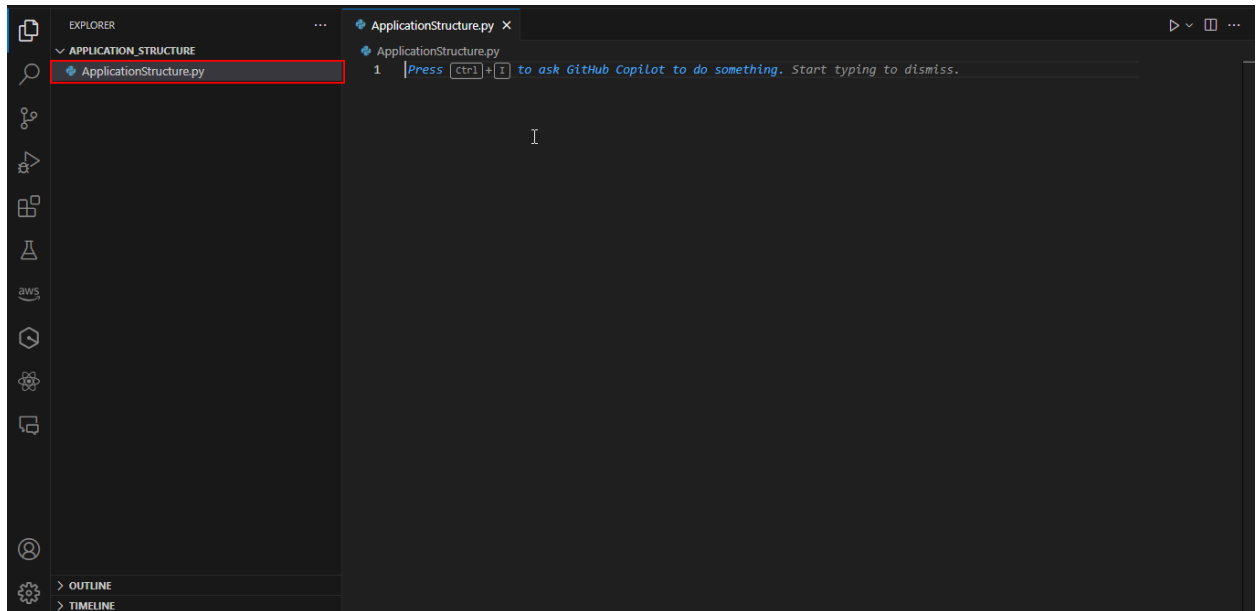 EXPLORER
APPLICATION_STRUCTURE
ApplicationStructure.py
aws
OUTLINE
TIMELINE
ApplicationStructure.py
ApplicationStructure.py
1 Press Ctrl+I to ask GitHub Copilot to do something. Start typing to dismiss.